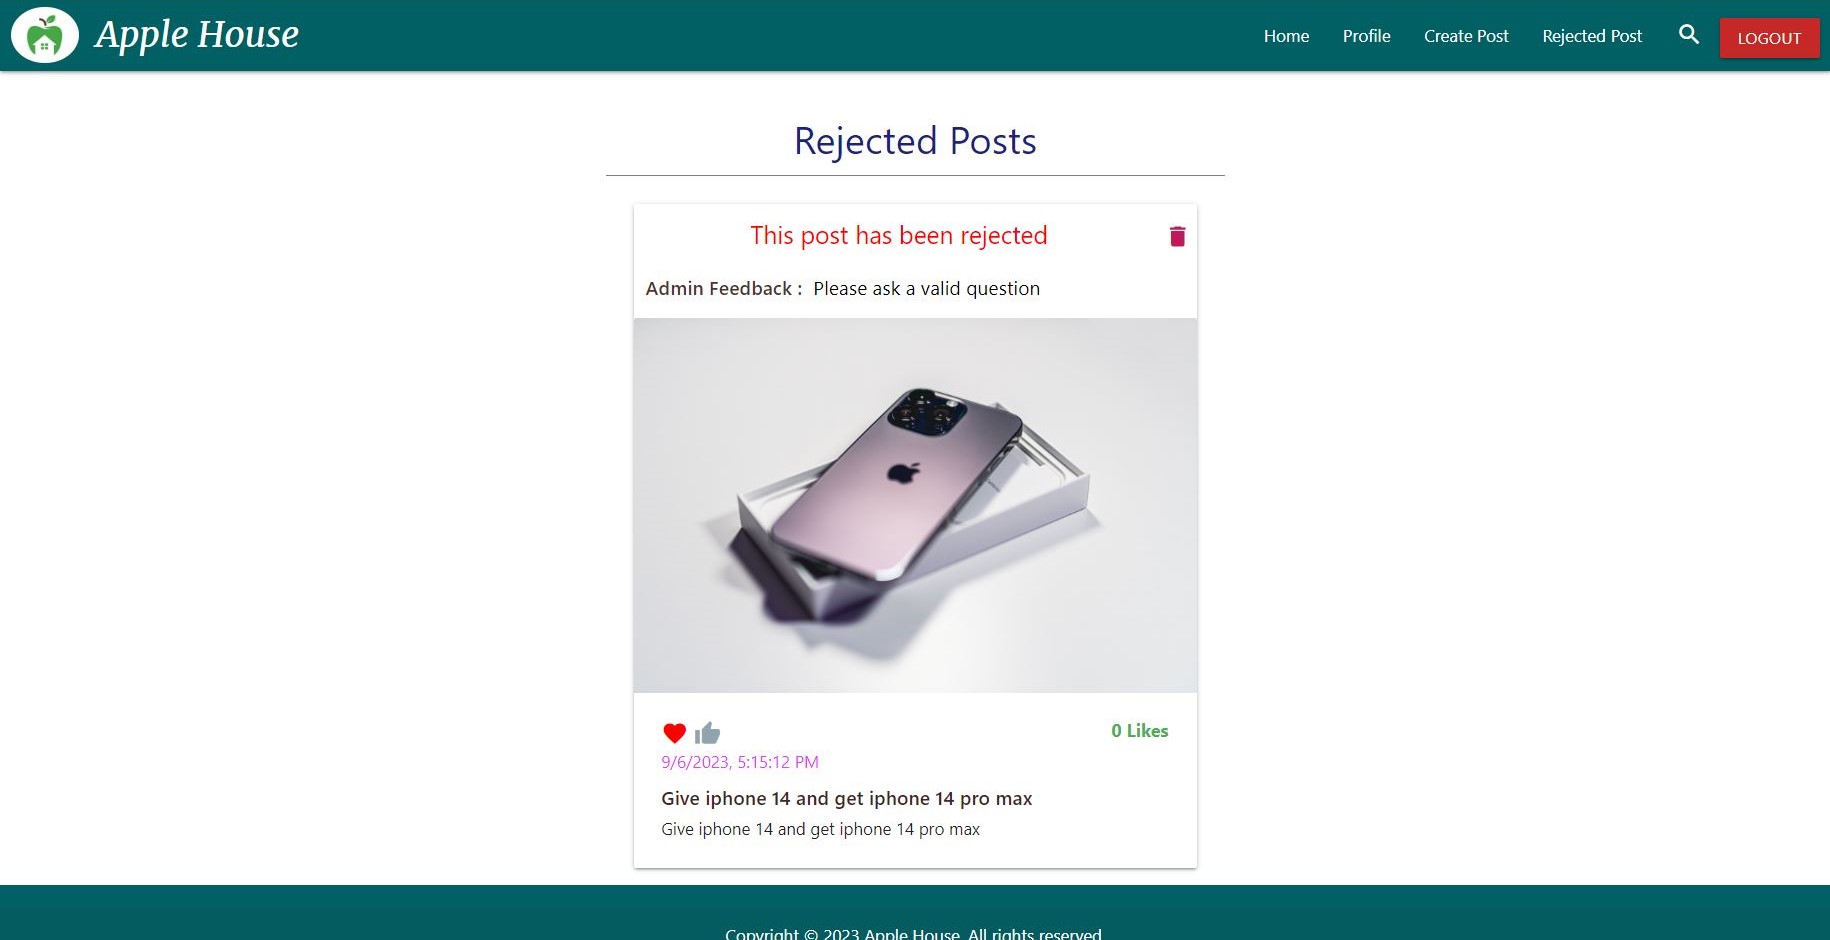 Apple House
Home Profile Create Post Rejected Post LOGOUT
Rejected Posts
This post has been rejected
Admin Feedback : Please ask a valid question
0 Likes
9/6/2023, 5:15:12 PM
Give iphone 14 and get iphone 14 pro max
Give iphone 14 and get iphone 14 pro max
Copyright © 2023 Apple House. All rights reserved